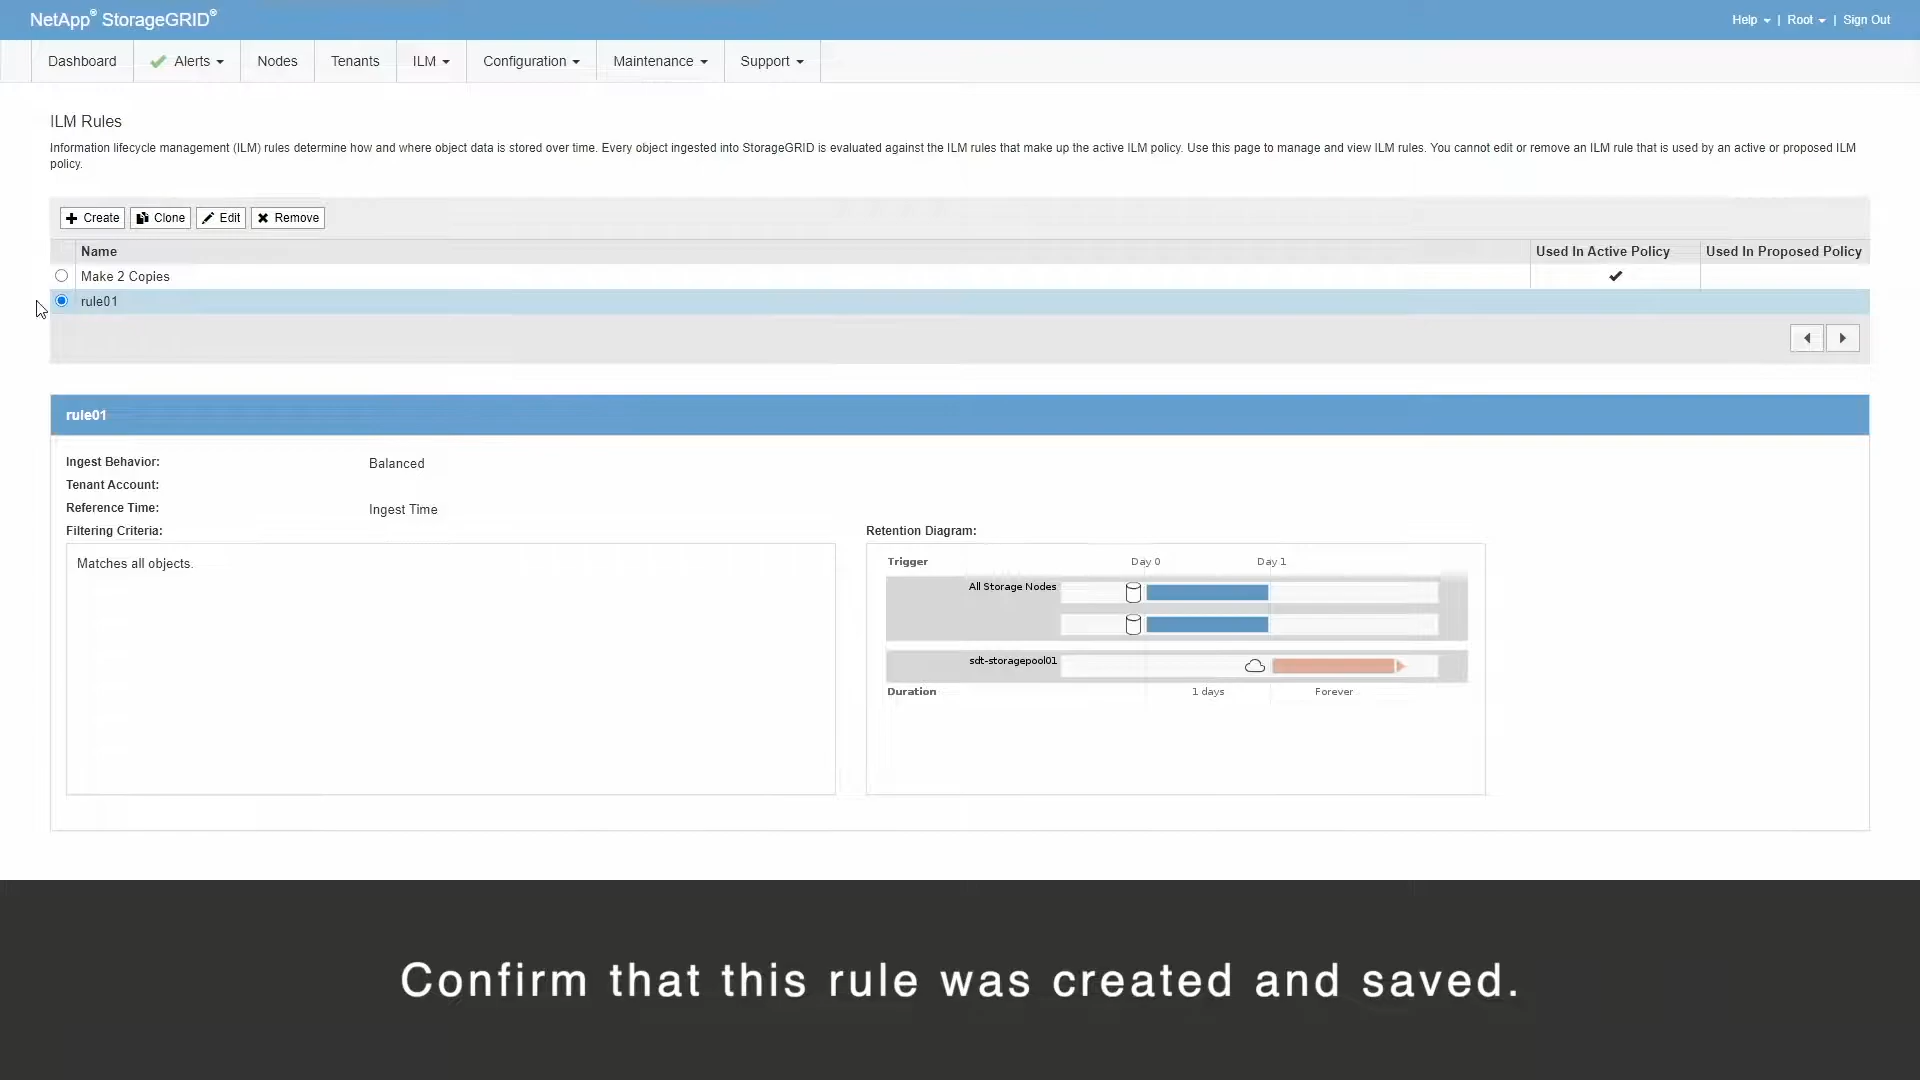 NetApp® StorageGRID®
Help | Root | Sign Out
Dashboard Alerts Nodes Tenants ILM Configuration Maintenance Support
ILM Rules
Information lifecycle management (ILM) rules determine how and where object data is stored over time. Every object ingested into StorageGRID is evaluated against the ILM rules that make up the active ILM policy. Use this page to manage and view ILM rules. You cannot edit or remove an ILM rule that is used by an active or proposed ILM
policy.
Create Clone Edit Remove
Name Used In Active Policy Used In Proposed Policy
Make 2 Copies
rule01
rule01
Ingest Behavior: Balanced
Tenant Account:
Reference Time: Ingest Time
Filtering Criteria:
Matches all objects.
Retention Diagram:
Trigger Day 0 Day 1
All Storage Nodes
sdt-storagepool01
Duration 1 days Forever
Confirm that this rule was created and saved.